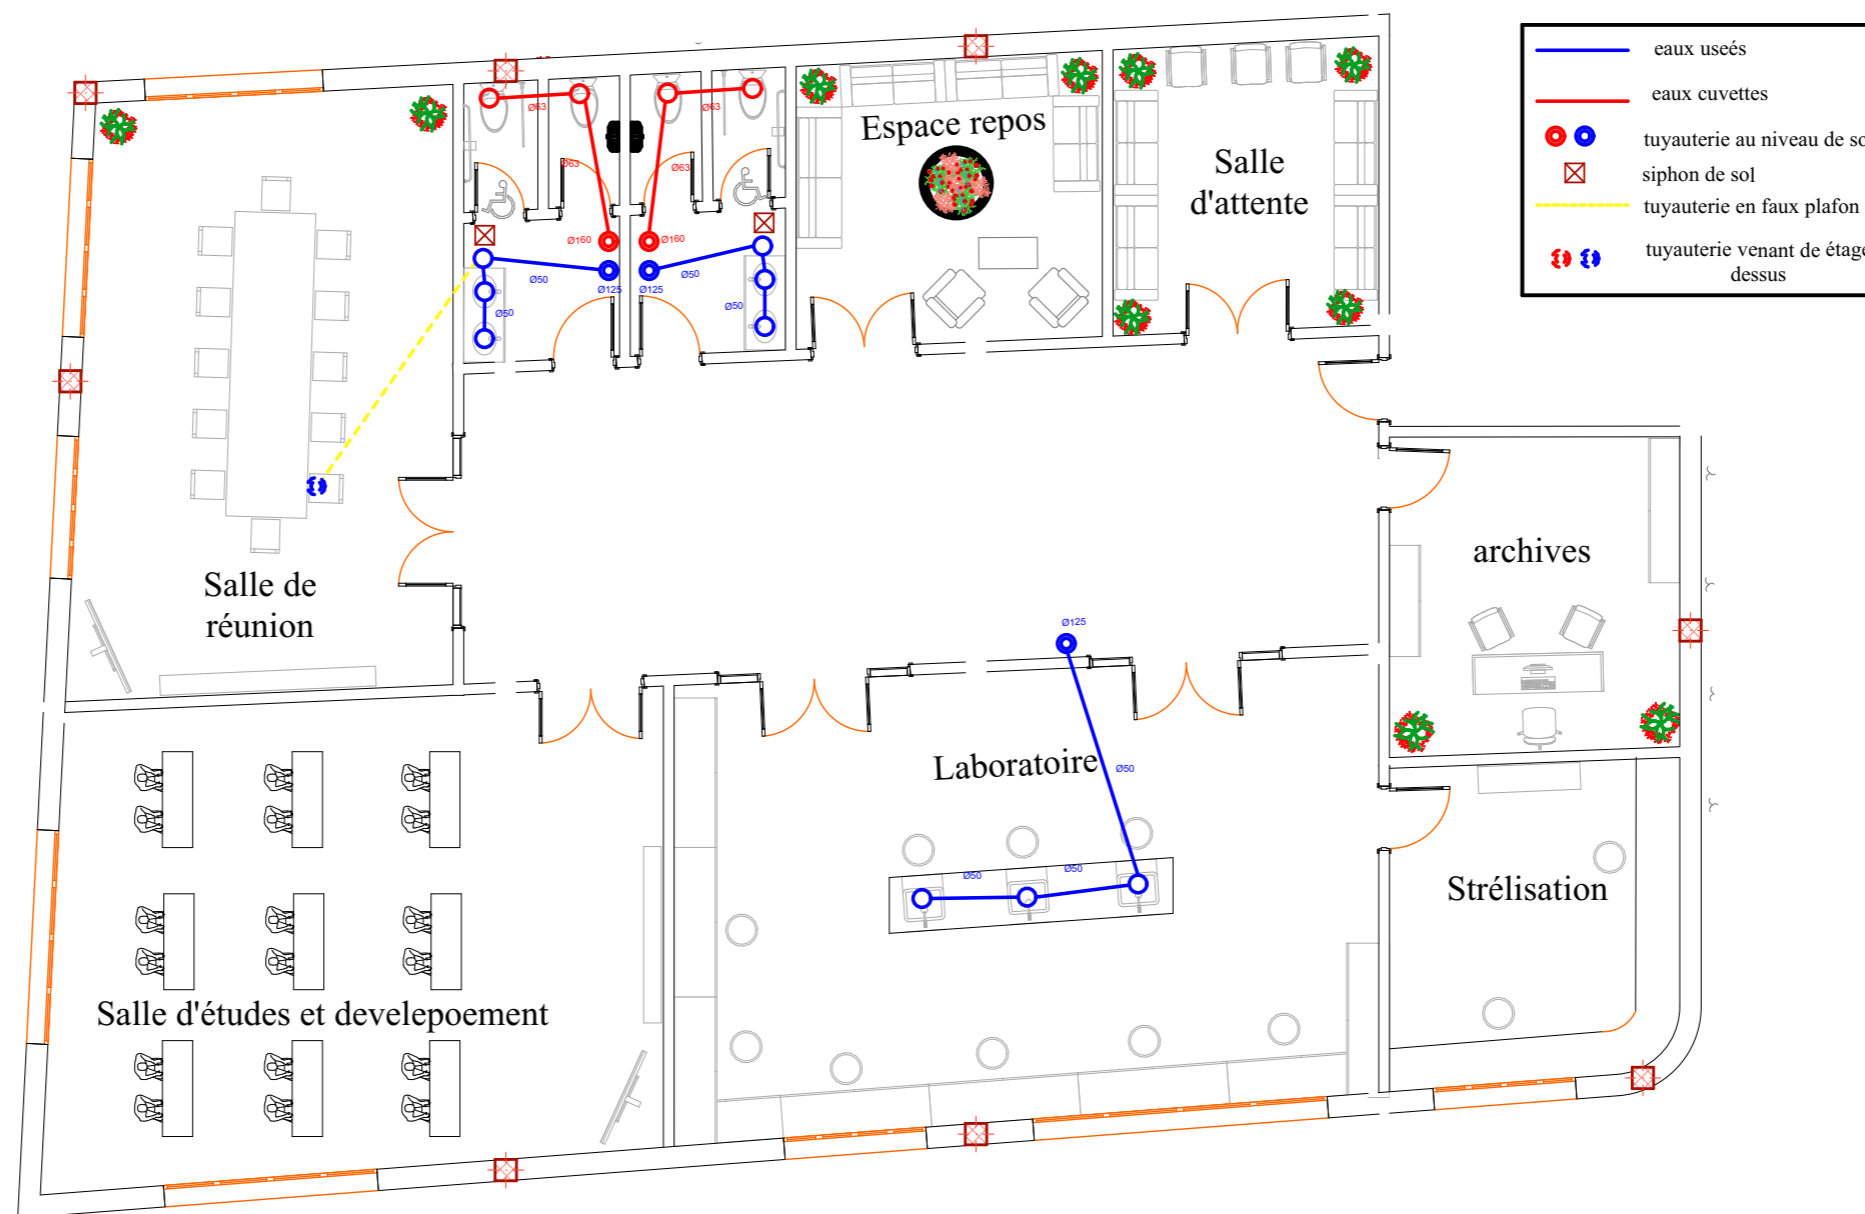 eaux useés
eaux cuvettes
tuyauterie au niveau de so
siphon de sol
tuyauterie en faux plafon
tuyauterie venant de étage
dessus
Ø63
Ø63
Ø63
Ø63
Ø160
Ø160
Ø50
Ø50
Ø125
Ø125
Ø50
Ø50
Espace repos
Salle
d'attente
Salle de
réunion
archives
Ø125
Laboratoire
Ø50
Ø50
Ø50
Strélisation
Salle d'études et develepoement